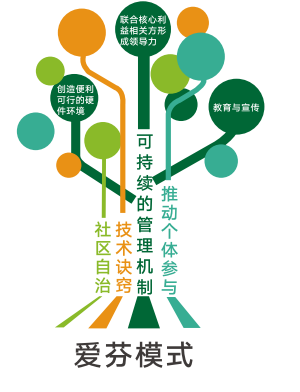 联合核心利
益相关方形
成领导力
创造便利
可行的硬
件环境
教育与宣传
社区自治
技术诀窍
可持续的管理机制
推动个体参与
爱芬模式